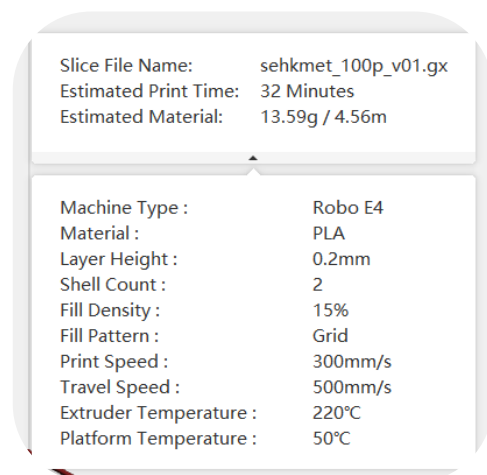 Slice File Name: sehkmet_100p_v01.gx
Estimated Print Time: 32 Minutes
Estimated Material: 13.59g / 4.56m
Machine Type : Robo E4
Material : PLA
Layer Height : 0.2mm
Shell Count : 2
Fill Density : 15%
Fill Pattern : Grid
Print Speed : 300mm/s
Travel Speed : 500mm/s
Extruder Temperature : 220℃
Platform Temperature : 50℃